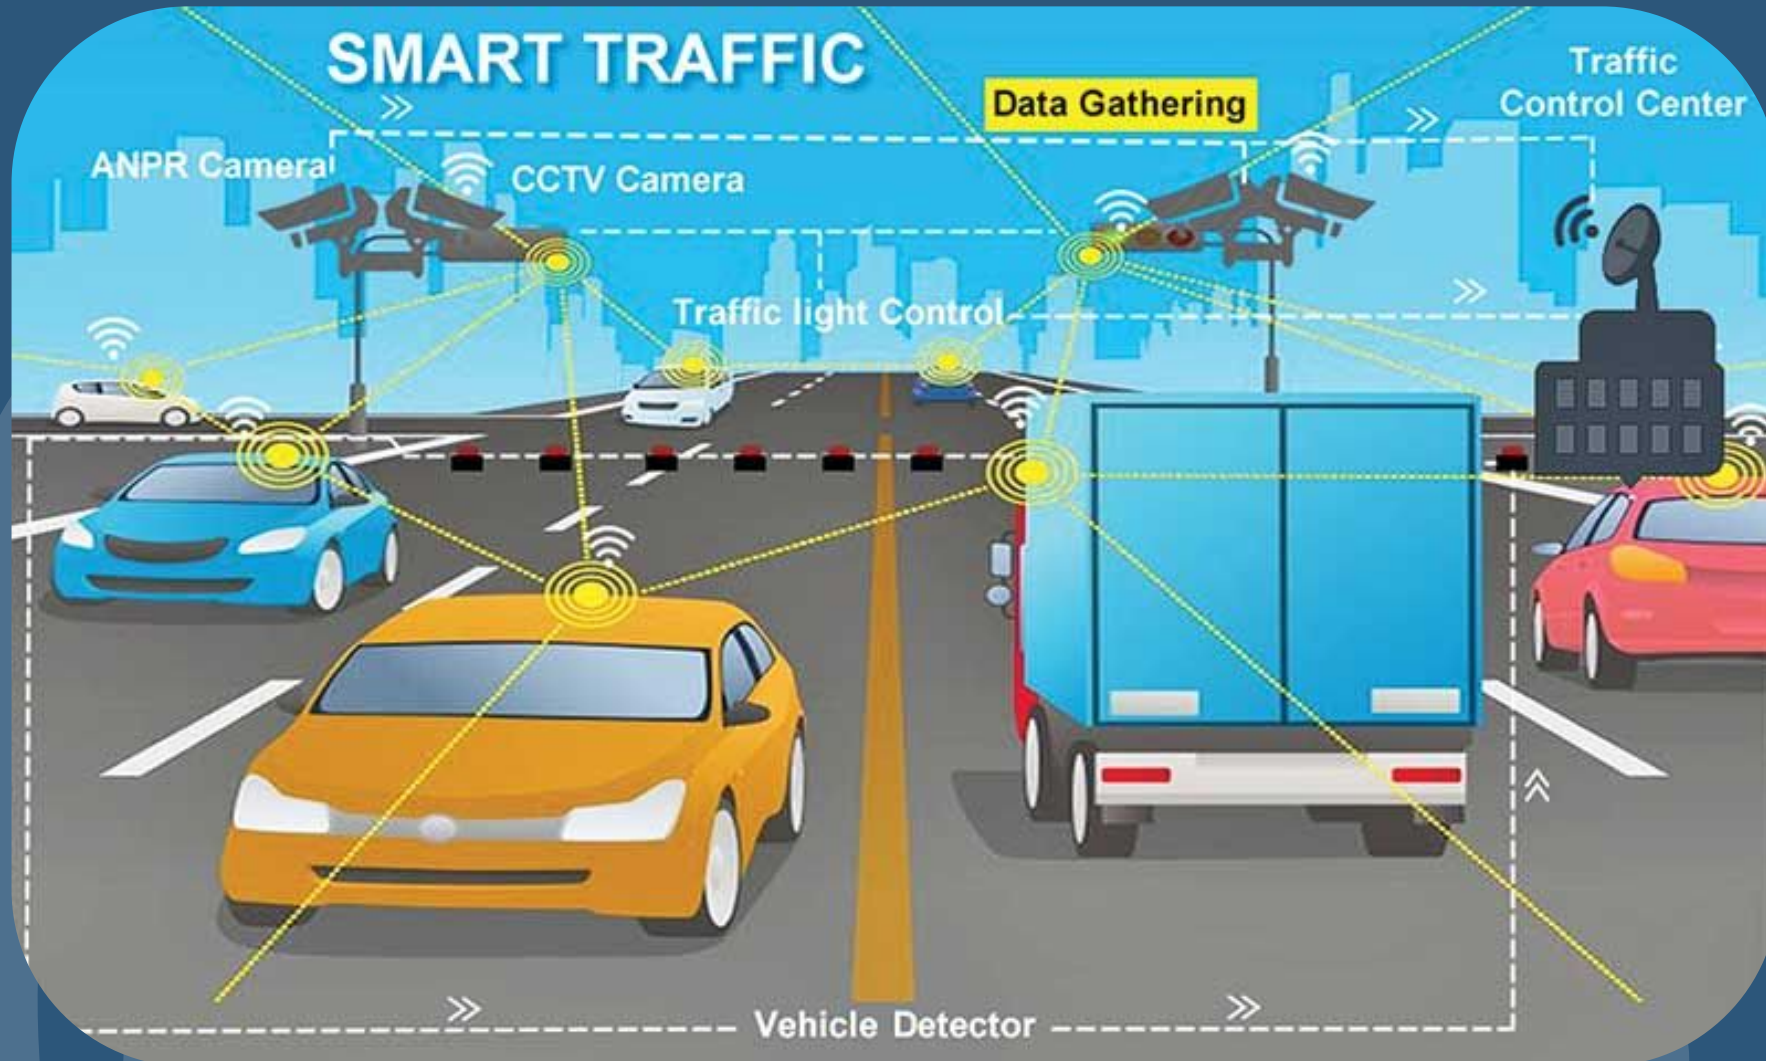 SMART TRAFFIC
Data Gathering
Traffic
Control Center
ANPR Camera
CCTV Camera
Traffic light Control
Vehicle Detector